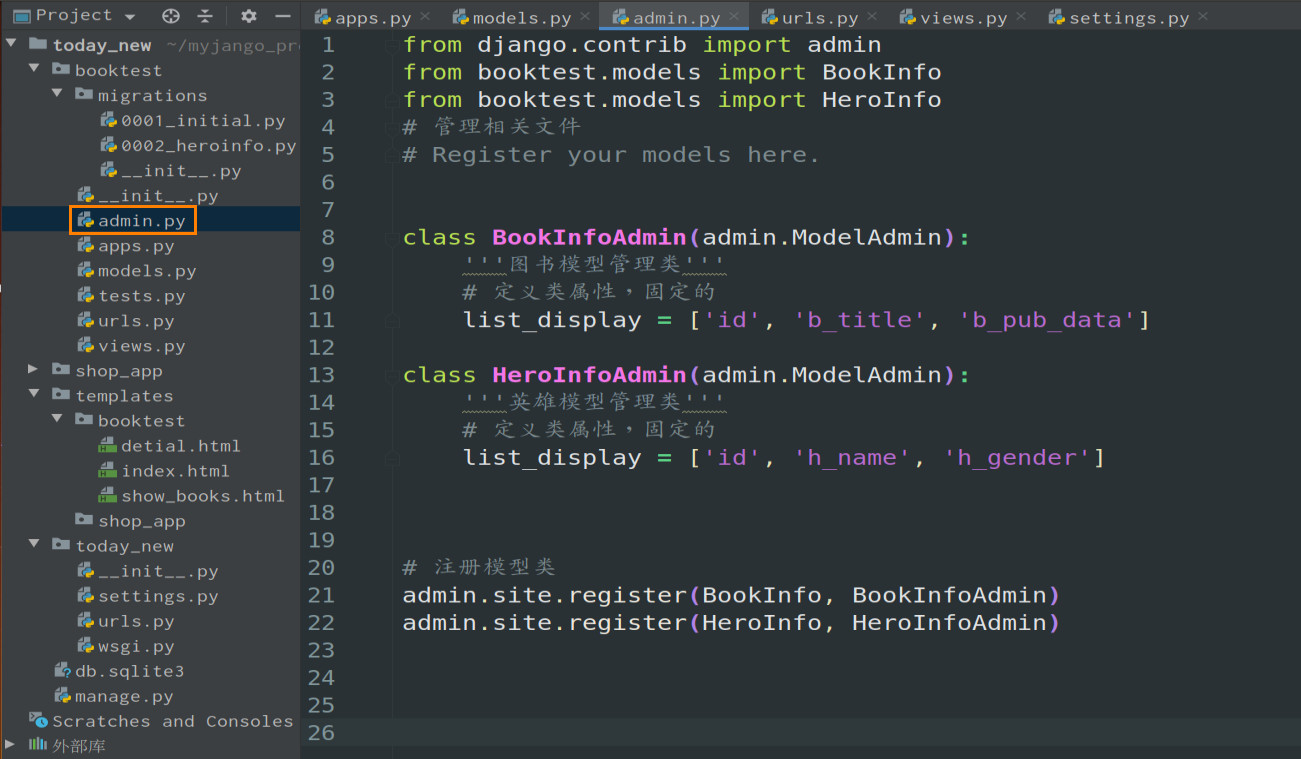 Project
apps.py
models.py
admin.py
urls.py
views.py
settings.py
today_new ~/myjango_pr
booktest
migrations
0001_initial.py
0002_heroinfo.py
__init__.py
__init__.py
admin.py
apps.py
models.py
tests.py
urls.py
views.py
shop_app
templates
booktest
detial.html
index.html
show_books.html
shop_app
today_new
__init__.py
settings.py
urls.py
wsgi.py
db.sqlite3
manage.py
Scratches and Consoles
外部库
1 from django.contrib import admin
2 from booktest.models import BookInfo
3 from booktest.models import HeroInfo
4 # 管理相关文件
5 # Register your models here.
6
7
8 class BookInfoAdmin(admin.ModelAdmin):
9 '''图书模型管理类'''
10 # 定义类属性，固定的
11 list_display = ['id', 'b_title', 'b_pub_data']
12
13 class HeroInfoAdmin(admin.ModelAdmin):
14 '''英雄模型管理类'''
15 # 定义类属性，固定的
16 list_display = ['id', 'h_name', 'h_gender']
17
18
19
20 # 注册模型类
21 admin.site.register(BookInfo, BookInfoAdmin)
22 admin.site.register(HeroInfo, HeroInfoAdmin)
23
24
25
26